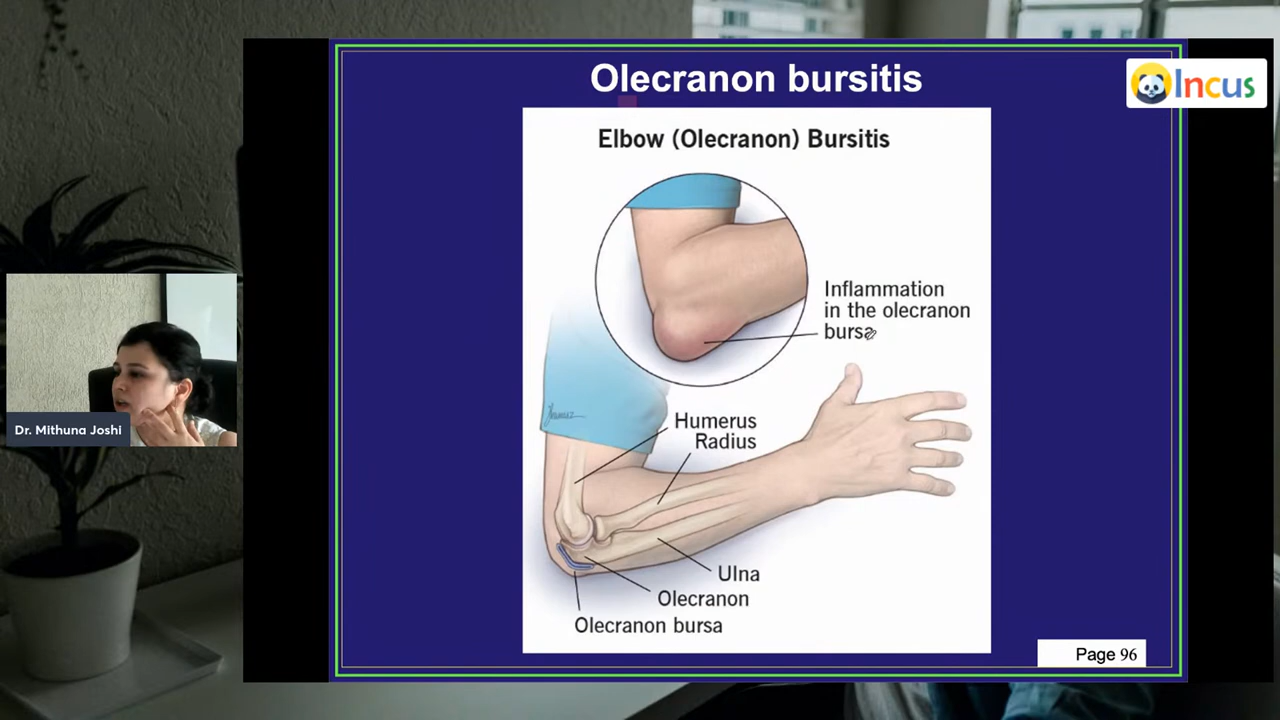 Olecranon bursitis
Incus
Elbow (Olecranon) Bursitis
Inflammation
in the olecranon
bursa
Humerus
Radius
Dr. Mithuna Joshi
Ulna
Olecranon
Olecranon bursa
Page 96